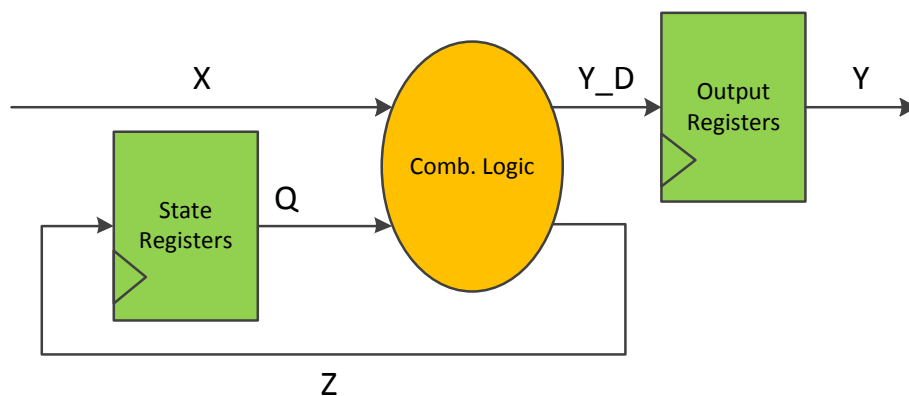 X
Y_D
Output
Registers
Y
Comb. Logic
State
Registers
Q
Z